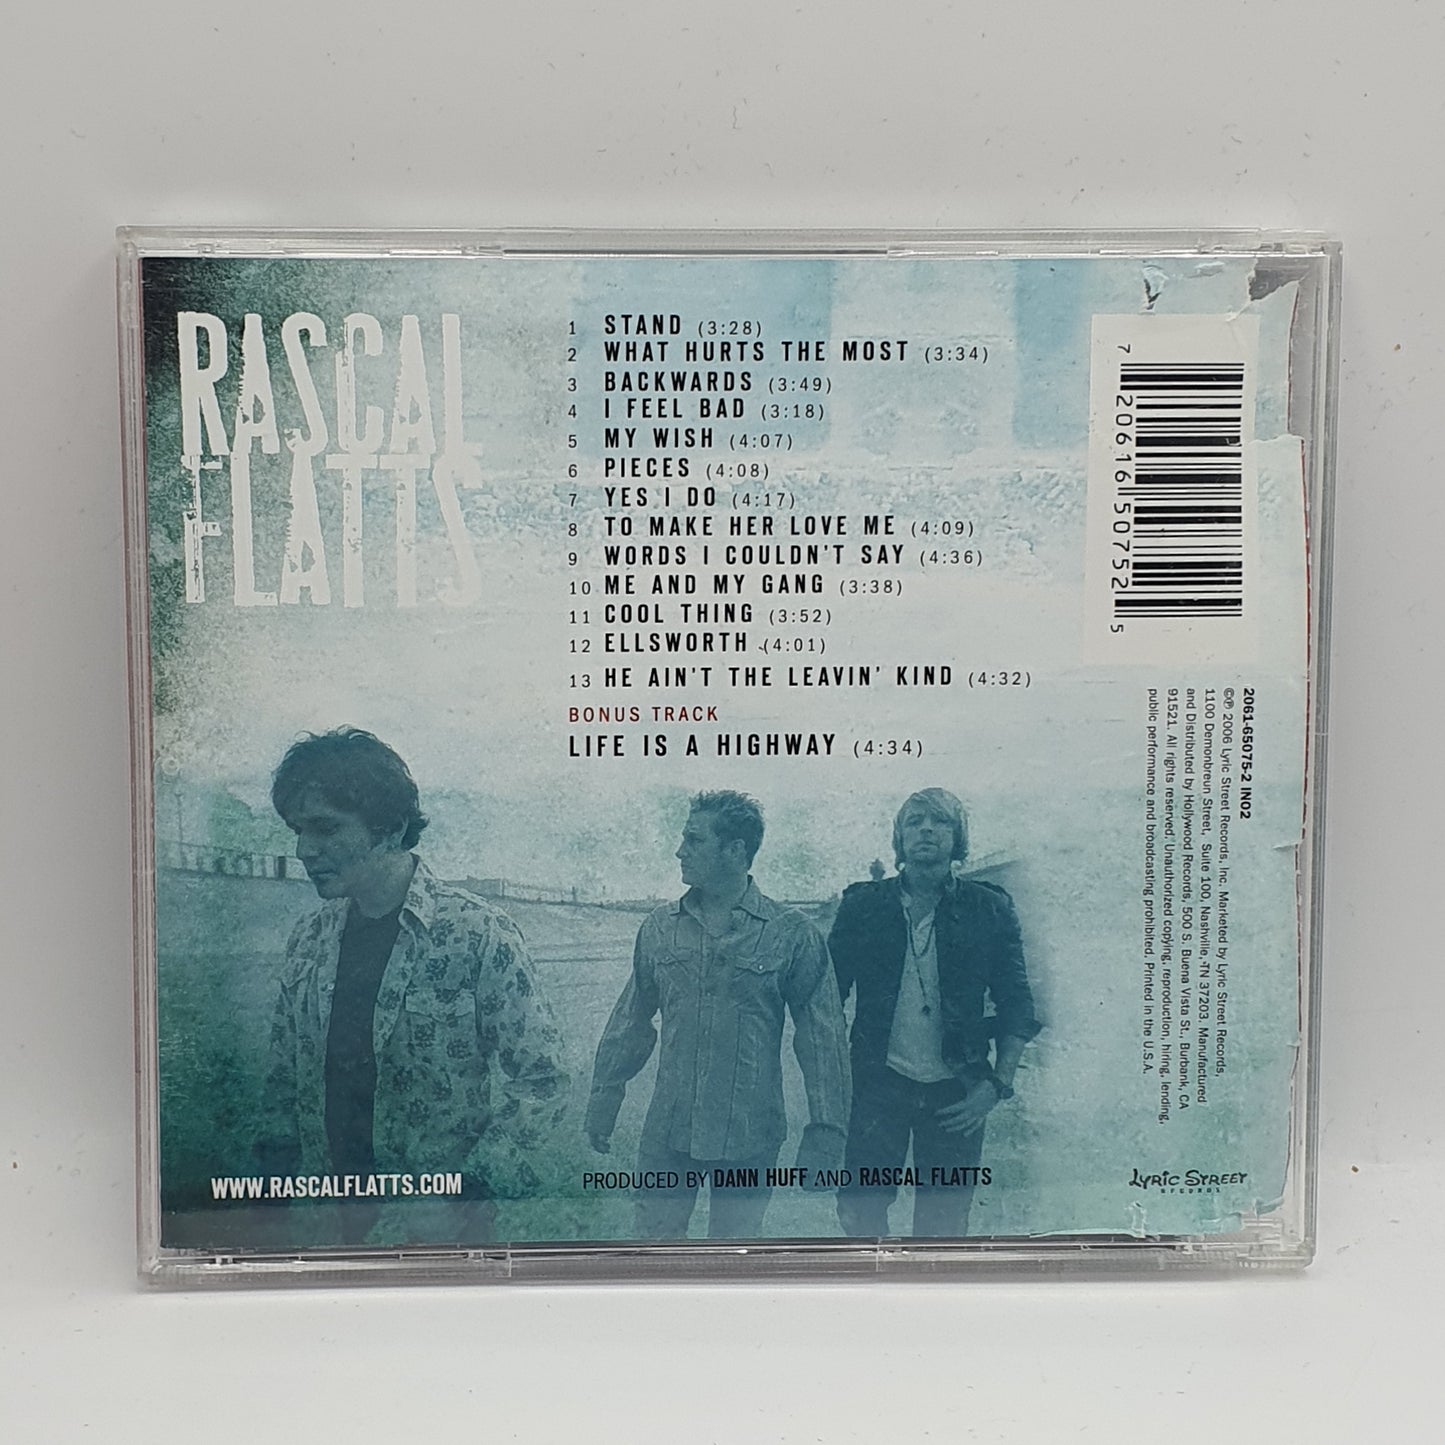 RASCAL
FLATTS
1 STAND (3:28)
2 WHAT HURTS THE MOST (3:34)
3 BACKWARDS (3:49)
4 I FEEL BAD (3:18)
5 MY WISH (4:07)
6 PIECES (4:08)
7 YES I DO (4:17)
8 TO MAKE HER LOVE ME (4:09)
9 WORDS I COULDN'T SAY (4:36)
10 ME AND MY GANG (3:38)
11 COOL THING (3:52)
12 ELLSWORTH (4:01)
13 HE AIN'T THE LEAVIN' KIND (4:32)
BONUS TRACK
LIFE IS A HIGHWAY (4:34)
7 20616 50752 5
2061-65075-2 IN02
©℗ 2006 Lyric Street Records, Inc. Marketed by Lyric Street Records,
1100 Demonbreun Street, Suite 100, Nashville, TN 37203. Manufactured
and Distributed by Hollywood Records, 500 S. Buena Vista St., Burbank, CA
91521. All rights reserved. Unauthorized copying, reproduction, hiring, lending,
public performance and broadcasting prohibited. Printed in the U.S.A.
WWW.RASCALFLATTS.COM
PRODUCED BY DANN HUFF AND RASCAL FLATTS
LYRIC STREET
RECORDS